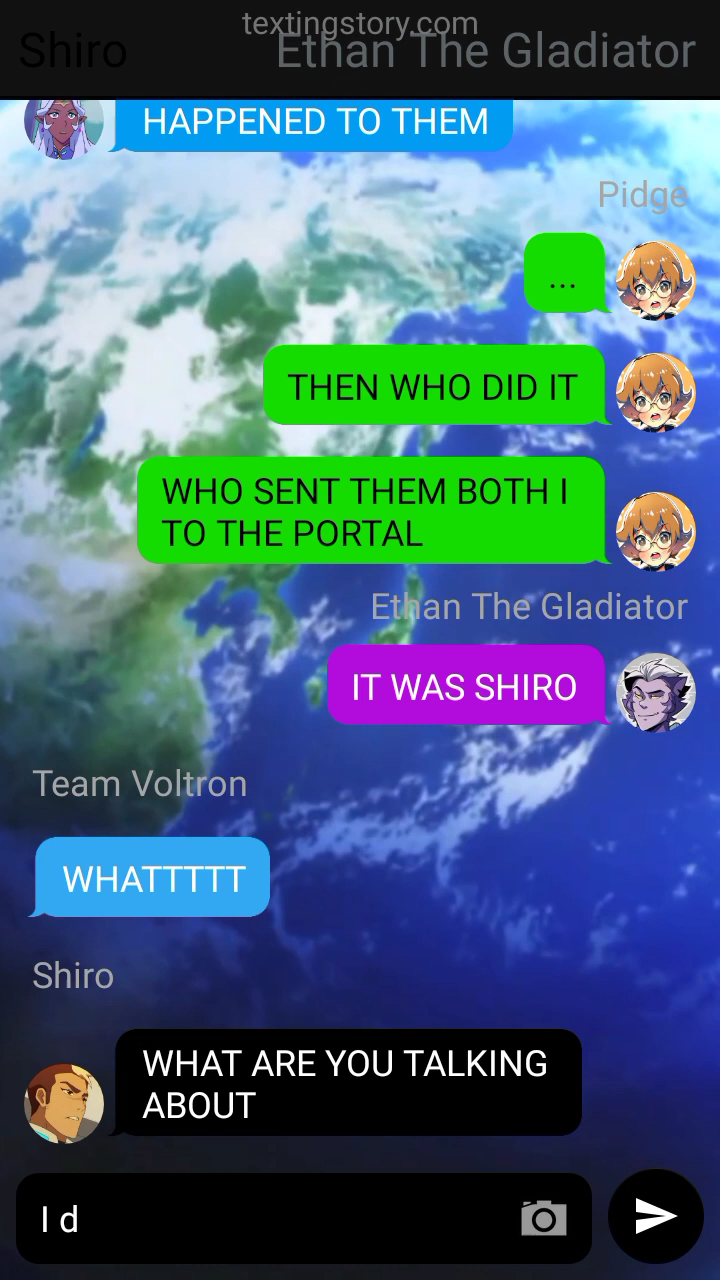 textingstory.com
Shiro
Ethan The Gladiator
HAPPENED TO THEM
Pidge
...
THEN WHO DID IT
WHO SENT THEM BOTH I
TO THE PORTAL
Ethan The Gladiator
IT WAS SHIRO
Team Voltron
WHATTTTT
Shiro
WHAT ARE YOU TALKING
ABOUT
I d